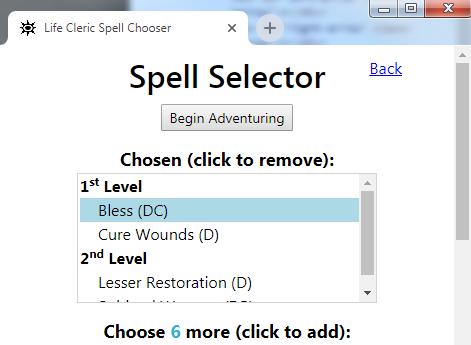 Life Cleric Spell Chooser
Spell Selector
Back
Begin Adventuring
Chosen (click to remove):
1st Level
Bless (DC)
Cure Wounds (D)
2nd Level
Lesser Restoration (D)
Choose 6 more (click to add):